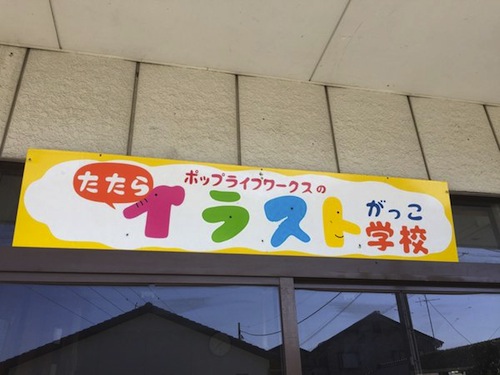 ポップライブワークスの
たたら
イラスト
がっこ
学校